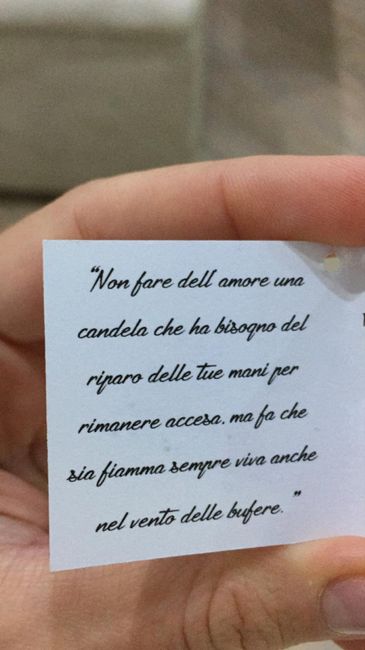 "Non fare dell' amore una
candela che ha bisogno del
riparo delle tue mani per
rimanere accesa, ma fa che
sia fiamma sempre viva anche
nel vento delle bufere. "